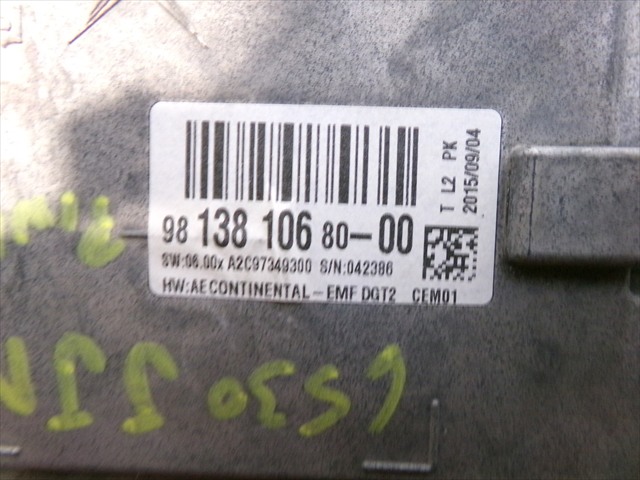 98 138 106 80-00
SW:06.00x A2C97349300 S/N:042386
HW:AECONTINENTAL-EMF DGT2 CEM01
T L2 PK
2015/09/04